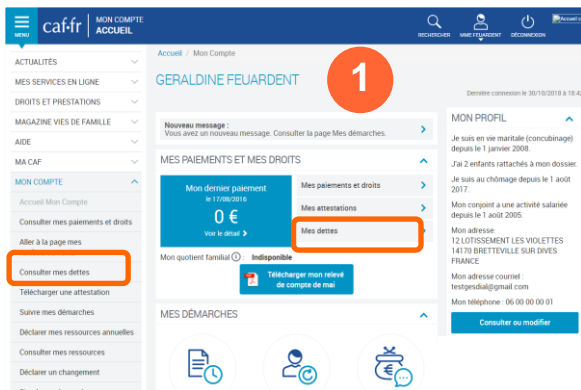 MENU
caf.fr
MON COMPTE
ACCUEIL
RECHERCHER
MME FEUARDENT
DÉCONNEXION
Accueil / Mon Compte
GERALDINE FEUARDENT
1
Dernière connexion le 30/10/2018 à 18:42
ACTUALITÉS
MES SERVICES EN LIGNE
DROITS ET PRESTATIONS
MAGAZINE VIES DE FAMILLE
AIDE
MA CAF
MON COMPTE
Accueil Mon Compte
Consulter mes paiements et droits
Aller à la page mes
Consulter mes dettes
Télécharger une attestation
Suivre mes démarches
Déclarer mes ressources annuelles
Consulter mes ressources
Déclarer un changement
Nouveau message :
Vous avez un nouveau message. Consulter la page Mes démarches.
MES PAIEMENTS ET MES DROITS
Mon dernier paiement
le 17/08/2016
0 €
Voir le détail
Mes paiements et droits
Mes attestations
Mes dettes
Mon quotient familial : Indisponible
Télécharger mon relevé
de compte de mai
MES DÉMARCHES
MON PROFIL
Je suis en vie maritale (concubinage)
depuis le 1 janvier 2008.
J'ai 2 enfants rattachés à mon dossier.
Je suis au chômage depuis le 1 août
2017.
Mon conjoint a une activité salariée
depuis le 1 août 2005.
Mon adresse:
12 LOTISSEMENT LES VIOLETTES
14170 BRETTEVILLE SUR DIVES
FRANCE
Mon adresse courriel :
testgesdial@gmail.com
Mon téléphone : 06 00 00 00 01
Consulter ou modifier